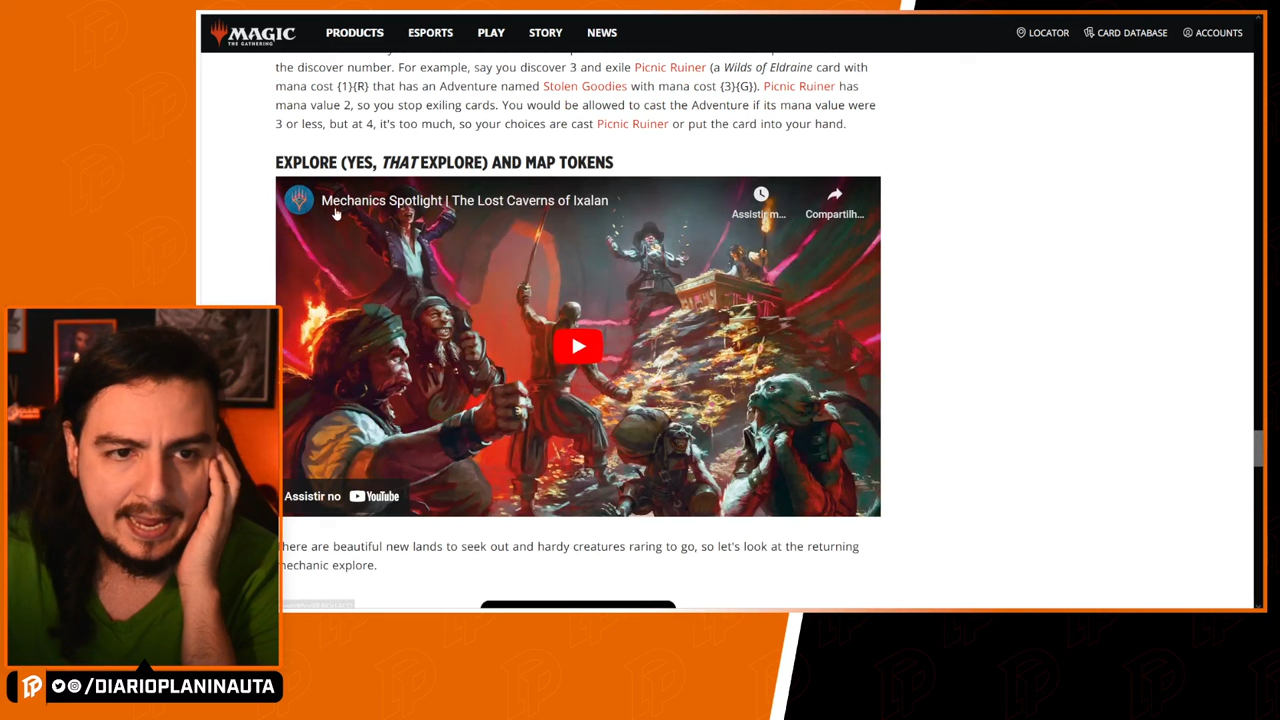 MAGIC
THE GATHERING
PRODUCTS ESPORTS PLAY STORY NEWS
LOCATOR CARD DATABASE ACCOUNTS
the discover number. For example, say you discover 3 and exile Picnic Ruiner (a Wilds of Eldraine card with
mana cost {1}{R} that has an Adventure named Stolen Goodies with mana cost {3}{G}). Picnic Ruiner has
mana value 2, so you stop exiling cards. You would be allowed to cast the Adventure if its mana value were
3 or less, but at 4, it's too much, so your choices are cast Picnic Ruiner or put the card into your hand.
EXPLORE (YES, THAT EXPLORE) AND MAP TOKENS
Mechanics Spotlight | The Lost Caverns of Ixalan
Assistir m... Compartilh...
Assistir no YouTube
here are beautiful new lands to seek out and hardy creatures raring to go, so let's look at the returning
mechanic explore.
/DIARIOPLANINAUTA